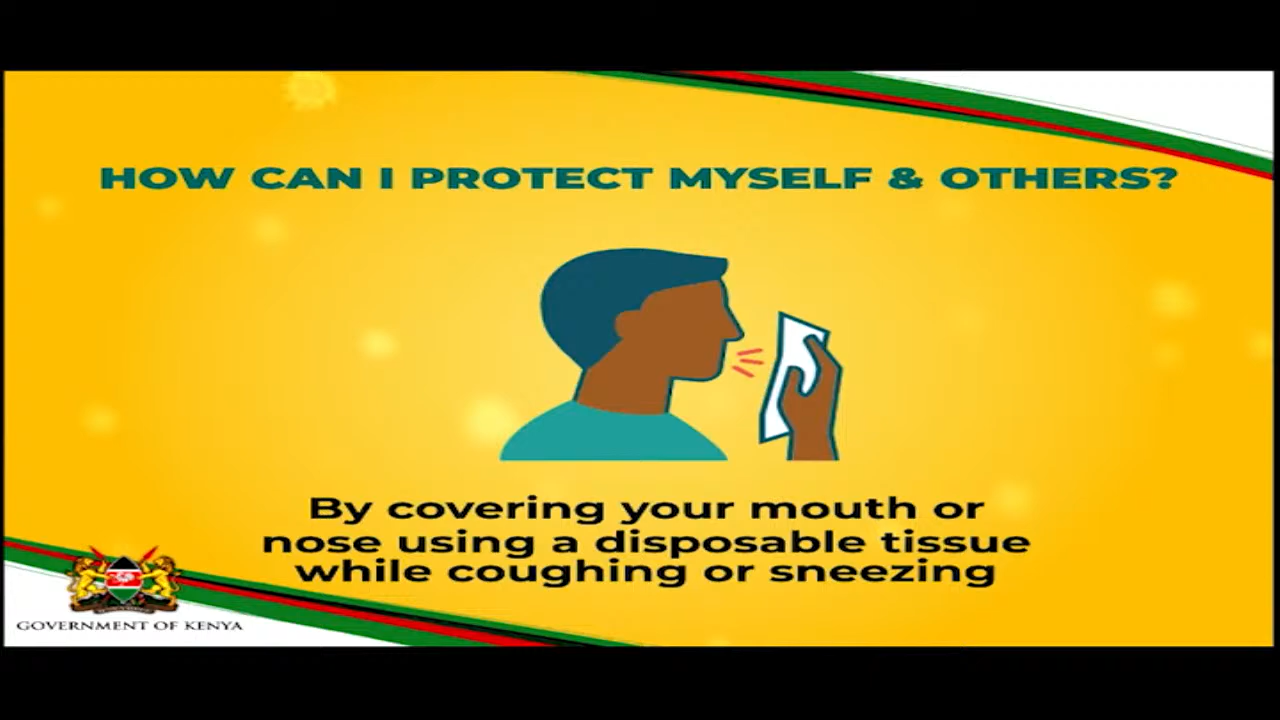 HOW CAN I PROTECT MYSELF & OTHERS?
By covering your mouth or
nose using a disposable tissue
while coughing or sneezing
GOVERNMENT OF KENYA